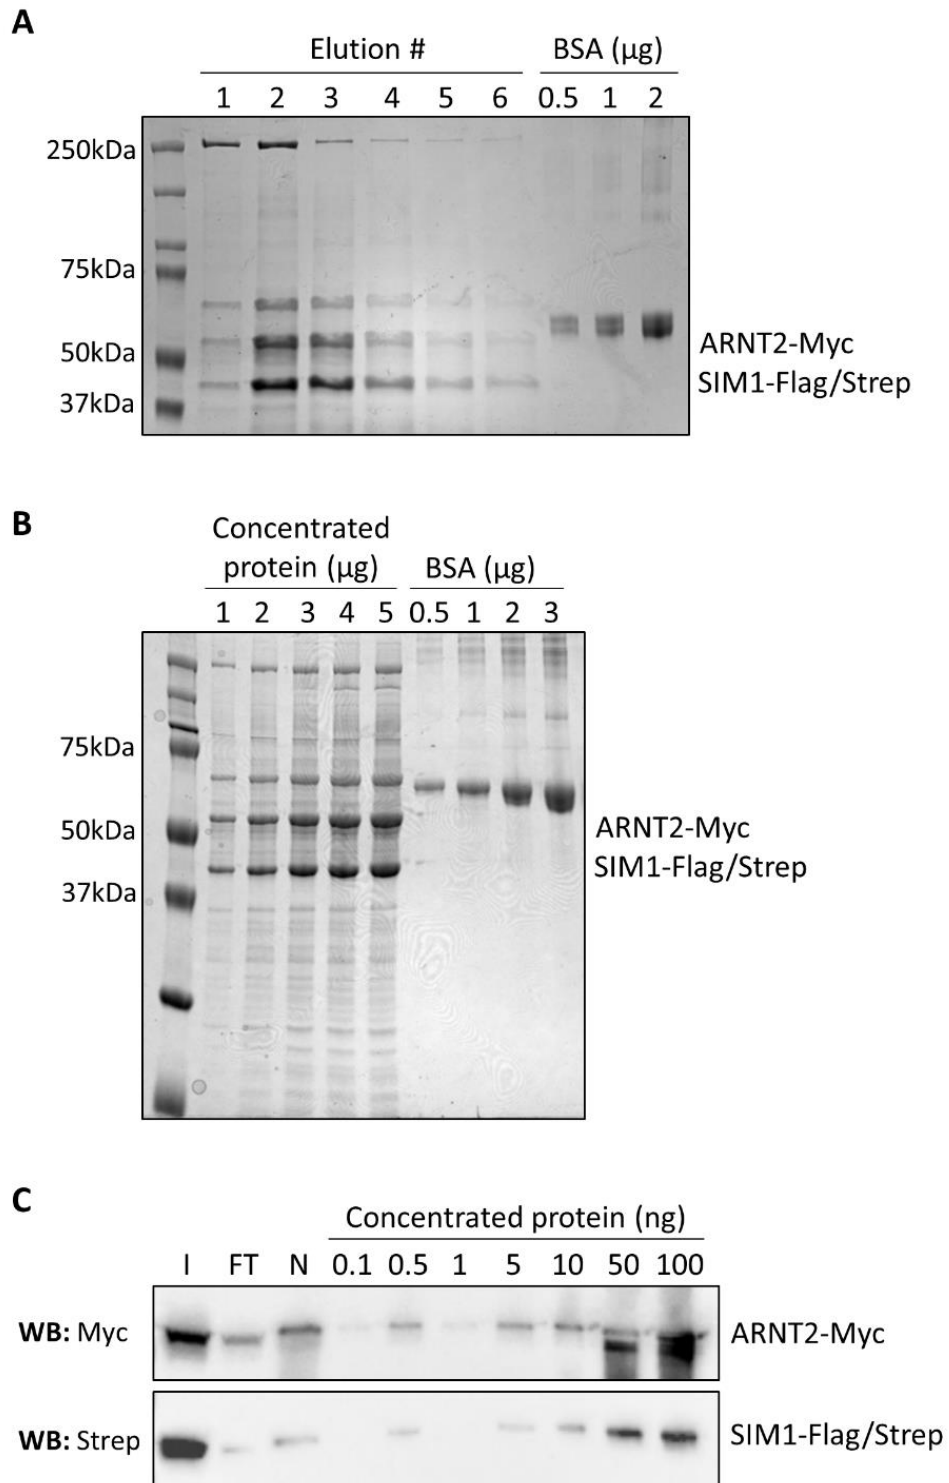 A
Elution # BSA (µg)
1 2 3 4 5 6 0.5 1 2
250kDa
75kDa
50kDa
37kDa
ARNT2-Myc
SIM1-Flag/Strep
B
Concentrated
protein (µg) BSA (µg)
1 2 3 4 5 0.5 1 2 3
75kDa
50kDa
37kDa
ARNT2-Myc
SIM1-Flag/Strep
C
Concentrated protein (ng)
I FT N 0.1 0.5 1 5 10 50 100
WB: Myc ARNT2-Myc
WB: Strep SIM1-Flag/Strep